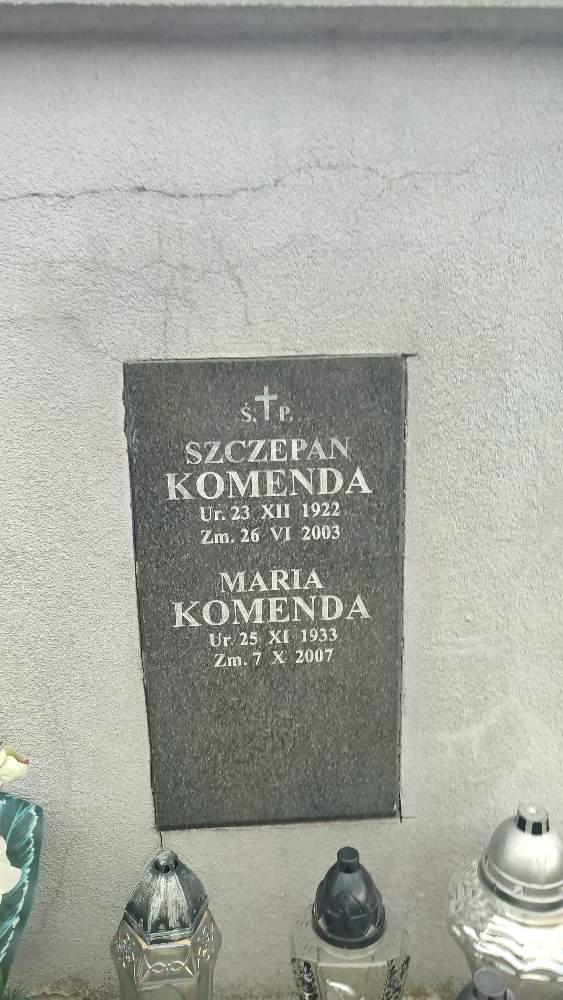 Ś. P.
SZCZEPAN
KOMENDA
Ur. 23 XII 1922
Zm. 26 VI 2003
MARIA
KOMENDA
Ur. 25 XI 1933
Zm. 7 X 2007